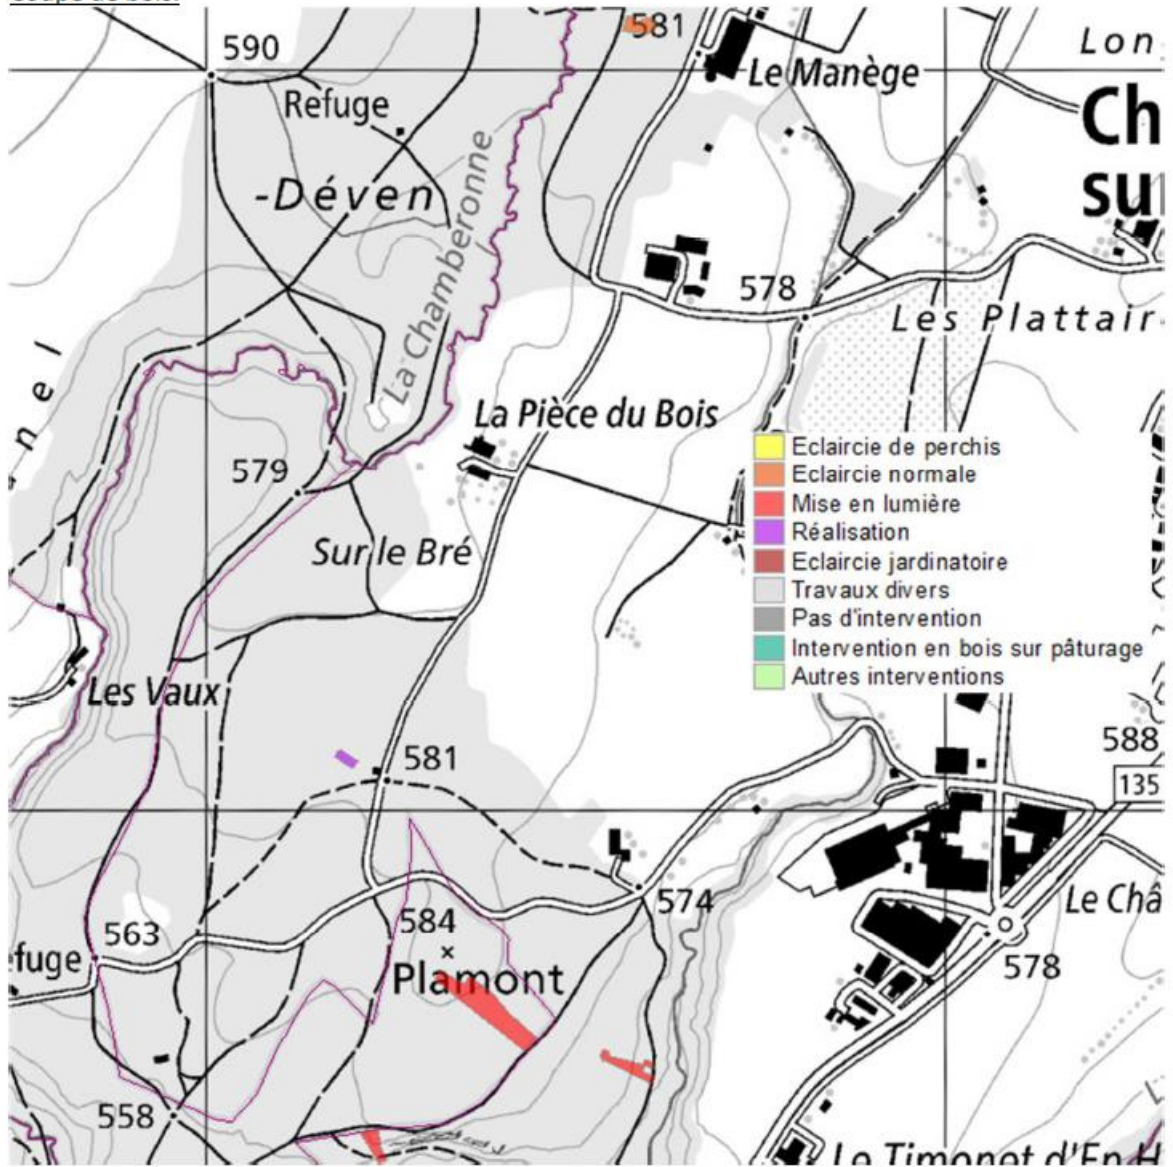 581
590
Lon
Le Manège
Refuge
Ch
-Déven
su
La Chamberonne
578
Les Plattair
nel
La Pièce du Bois
Eclaircie de perchis
579
Eclaircie normale
Mise en lumière
Réalisation
Sur le Bré
Eclaircie jardinatoire
Travaux divers
Pas d'intervention
Intervention en bois sur pâturage
Autres interventions
Les Vaux
588
581
135
574
Le Châ
584
563
fuge
578
Plamont
558
Le Timonet d'En H